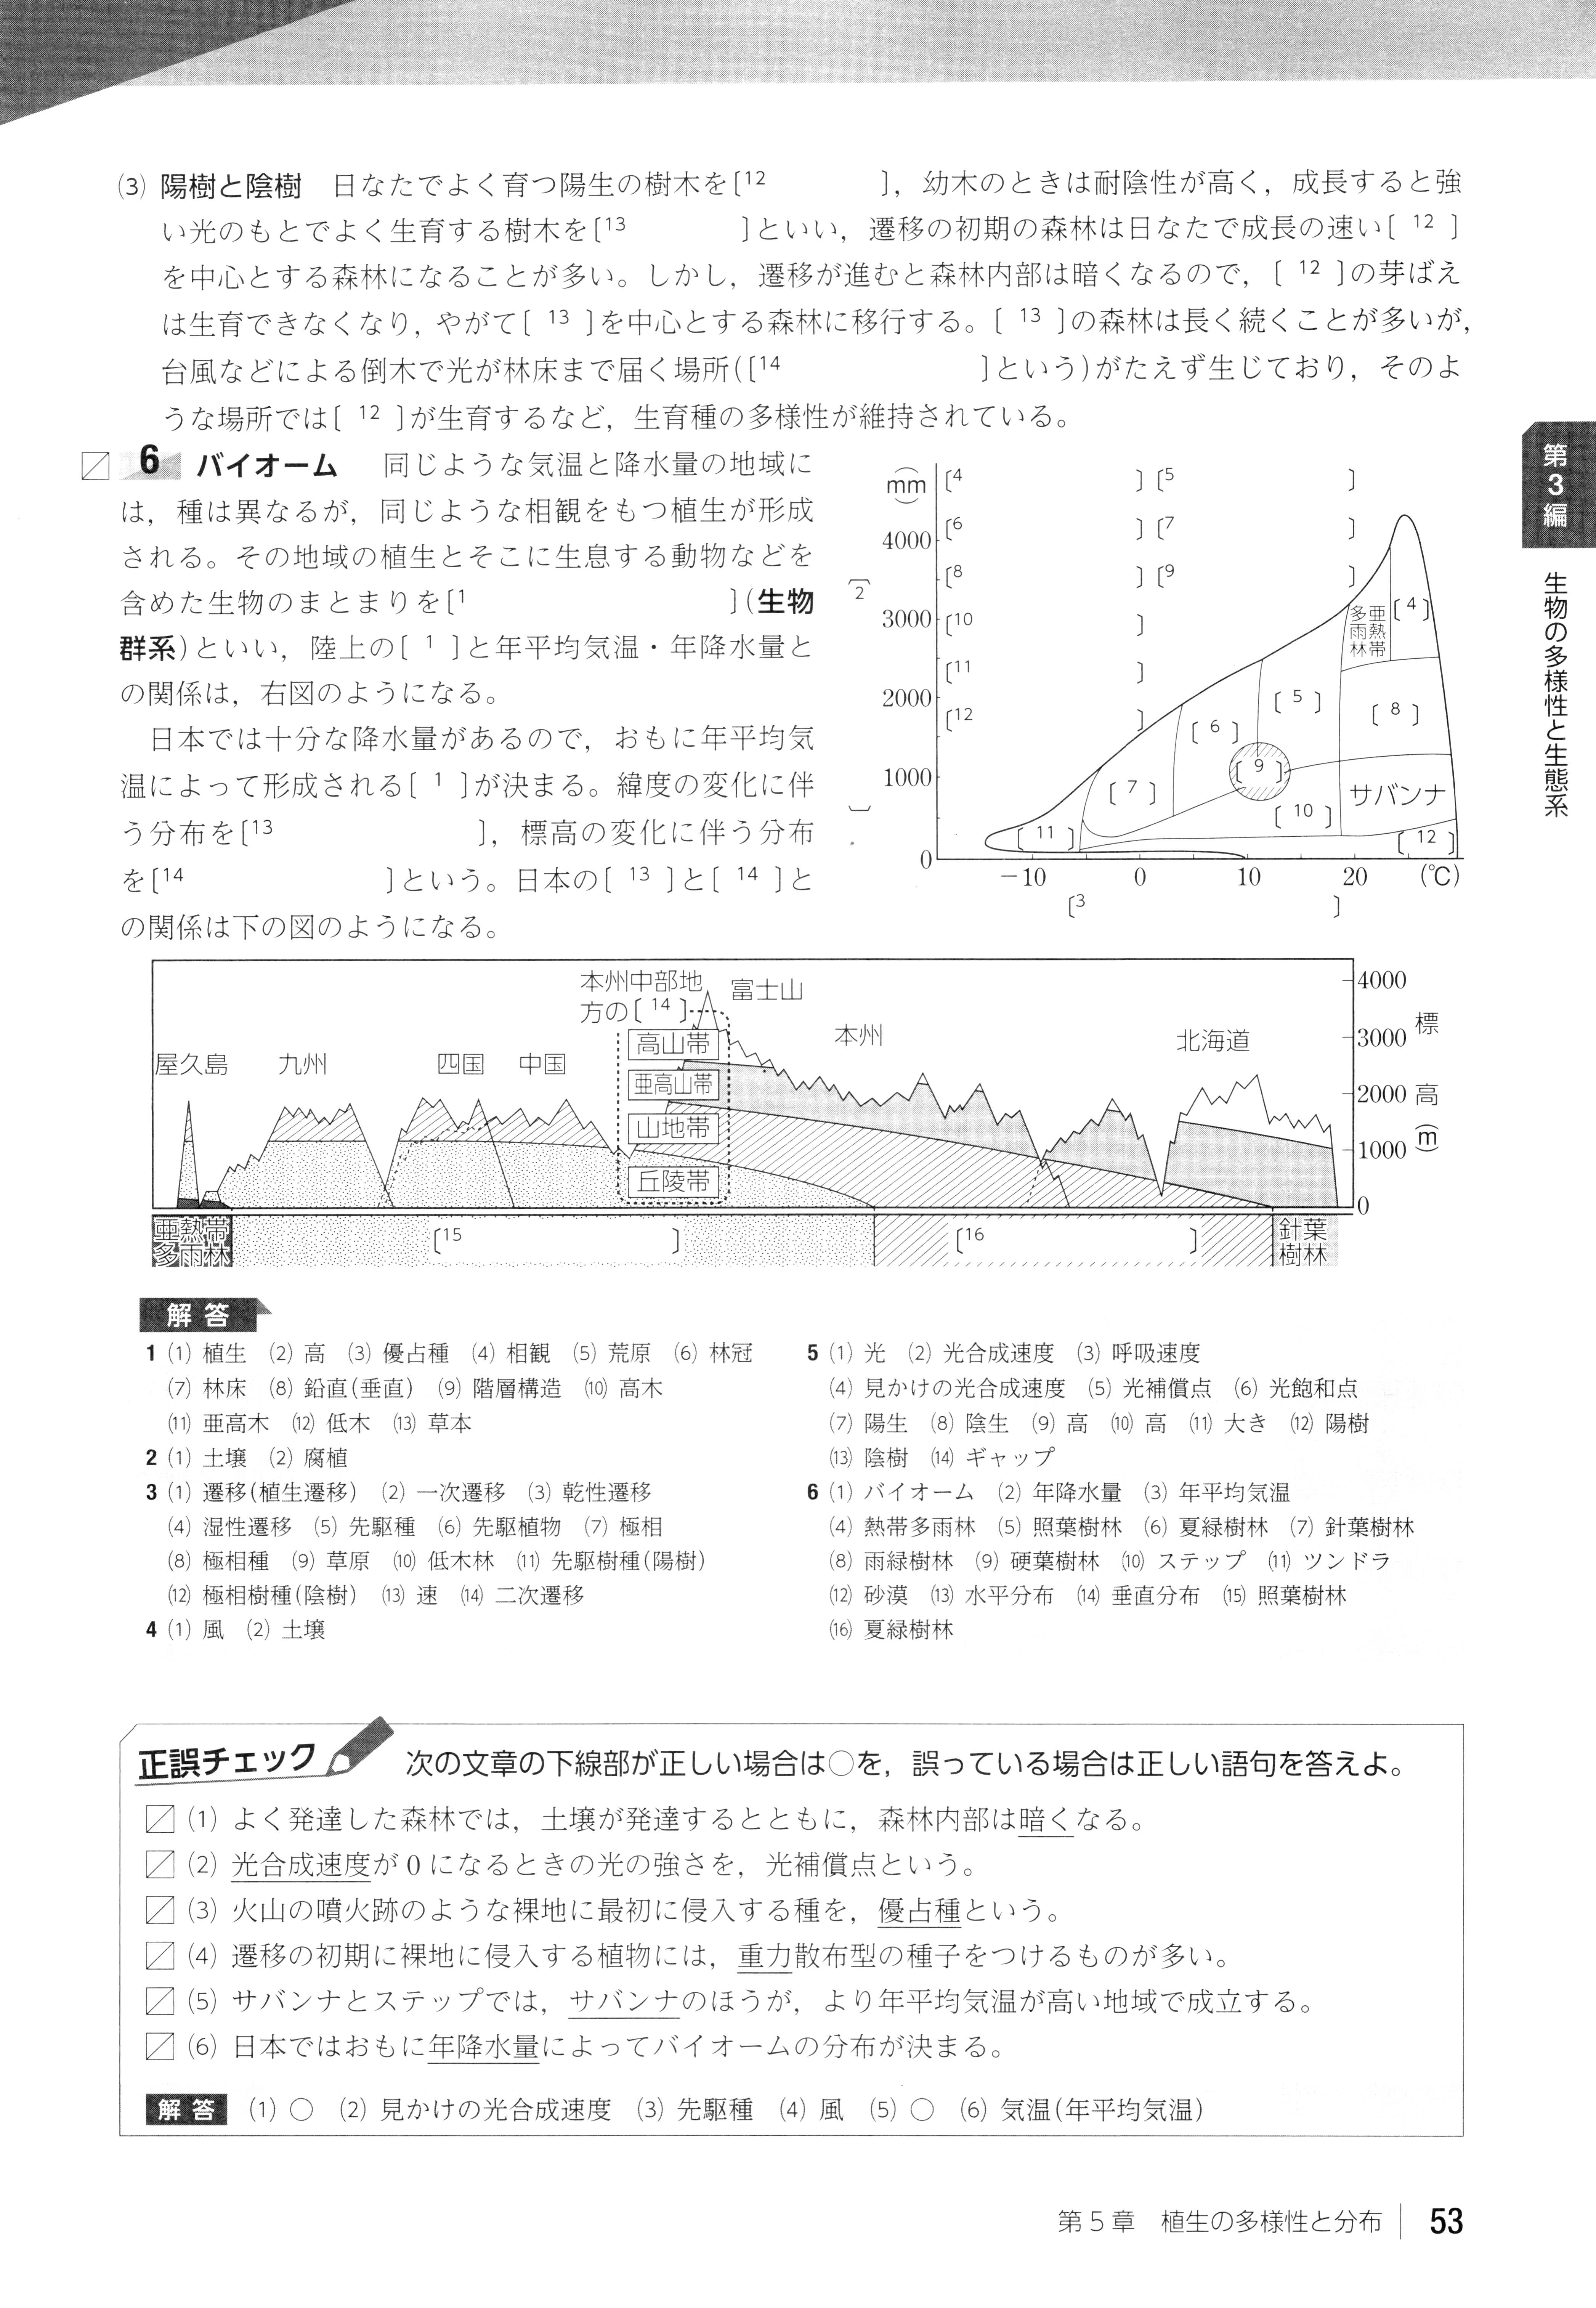 ⑶ 陽樹と陰樹　日なたでよく育つ陽生の樹木を[12　　　　]，幼木のときは耐陰性が高く，成長すると強
い光のもとでよく生育する樹木を[13　　　　]といい，遷移の初期の森林は日なたで成長の速い[ 12 ]
を中心とする森林になることが多い。しかし，遷移が進むと森林内部は暗くなるので，[ 12 ]の芽ばえ
は生育できなくなり，やがて[ 13 ]を中心とする森林に移行する。[ 13 ]の森林は長く続くことが多いが，
台風などによる倒木で光が林床まで届く場所([14　　　　　　　]という)がたえず生じており，そのよ
うな場所では[ 12 ]が生育するなど，生育種の多様性が維持されている。
6 バイオーム　同じような気温と降水量の地域に
は，種は異なるが，同じような相観をもつ植生が形成
される。その地域の植生とそこに生息する動物などを
含めた生物のまとまりを[1　　　　　　　　　](生物
群系)といい，陸上の[ 1 ]と年平均気温・年降水量と
の関係は，右図のようになる。
日本では十分な降水量があるので，おもに年平均気
温によって形成される[ 1 ]が決まる。緯度の変化に伴
う分布を[13　　　　　　　]，標高の変化に伴う分布
を[14　　　　　　　]という。日本の[ 13 ]と[ 14 ]と
の関係は下の図のようになる。
(mm)
[4　　　　] [5　　　　]
[6　　　　] [7　　　　]
[8　　　　] [9　　　　]
[10　　　　]
[11　　　　]
[12　　　　]
[2　　　　]
4000
3000
2000
1000
0
亜熱帯
多雨林
[ 4 ]
[ 5 ]
[ 6 ]
[ 7 ]
[ 8 ]
[ 9 ]
サバンナ
[ 10 ]
[ 11 ]
[ 12 ]
−10　0　10　20　(℃)
[3　　　　　　　]
本州中部地
方の[ 14 ]
富士山
屋久島
九州
四国
中国
本州
北海道
高山帯
亜高山帯
山地帯
丘陵帯
4000
3000
2000
1000
0
標高(m)
亜熱帯
多雨林
[15　　　　　　　]
[16　　　　　　　]
針葉
樹林
解答
1 ⑴ 植生　⑵ 高　⑶ 優占種　⑷ 相観　⑸ 荒原　⑹ 林冠
⑺ 林床　⑻ 鉛直(垂直)　⑼ 階層構造　⑽ 高木
⑾ 亜高木　⑿ 低木　⒀ 草本
2 ⑴ 土壌　⑵ 腐植
3 ⑴ 遷移(植生遷移)　⑵ 一次遷移　⑶ 乾性遷移
⑷ 湿性遷移　⑸ 先駆種　⑹ 先駆植物　⑺ 極相
⑻ 極相種　⑼ 草原　⑽ 低木林　⑾ 先駆樹種(陽樹)
⑿ 極相樹種(陰樹)　⒀ 速　⒁ 二次遷移
4 ⑴ 風　⑵ 土壌
5 ⑴ 光　⑵ 光合成速度　⑶ 呼吸速度
⑷ 見かけの光合成速度　⑸ 光補償点　⑹ 光飽和点
⑺ 陽生　⑻ 陰生　⑼ 高　⑽ 高　⑾ 大き　⑿ 陽樹
⒀ 陰樹　⒁ ギャップ
6 ⑴ バイオーム　⑵ 年降水量　⑶ 年平均気温
⑷ 熱帯多雨林　⑸ 照葉樹林　⑹ 夏緑樹林　⑺ 針葉樹林
⑻ 雨緑樹林　⑼ 硬葉樹林　⑽ ステップ　⑾ ツンドラ
⑿ 砂漠　⒀ 水平分布　⒁ 垂直分布　⒂ 照葉樹林
⒃ 夏緑樹林
正誤チェック　次の文章の下線部が正しい場合は○を，誤っている場合は正しい語句を答えよ。
⑴ よく発達した森林では，土壌が発達するとともに，森林内部は暗くなる。
⑵ 光合成速度が0になるときの光の強さを，光補償点という。
⑶ 火山の噴火跡のような裸地に最初に侵入する種を，優占種という。
⑷ 遷移の初期に裸地に侵入する植物には，重力散布型の種子をつけるものが多い。
⑸ サバンナとステップでは，サバンナのほうが，より年平均気温が高い地域で成立する。
⑹ 日本ではおもに年降水量によってバイオームの分布が決まる。
解答　⑴ ○　⑵ 見かけの光合成速度　⑶ 先駆種　⑷ 風　⑸ ○　⑹ 気温(年平均気温)
第3編
生物の多様性と生態系
第5章　植生の多様性と分布　53